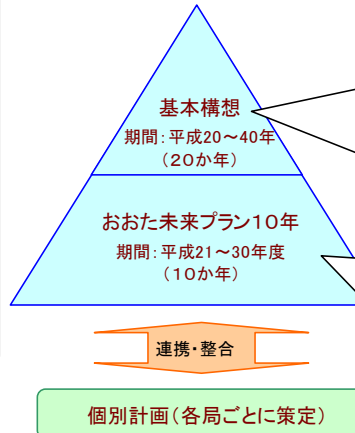 基本構想
期間：平成20～40年
（20か年）
おおた未来プラン10年
期間：平成21～30年度
（10か年）
連携・整合
個別計画（各局ごとに策定）